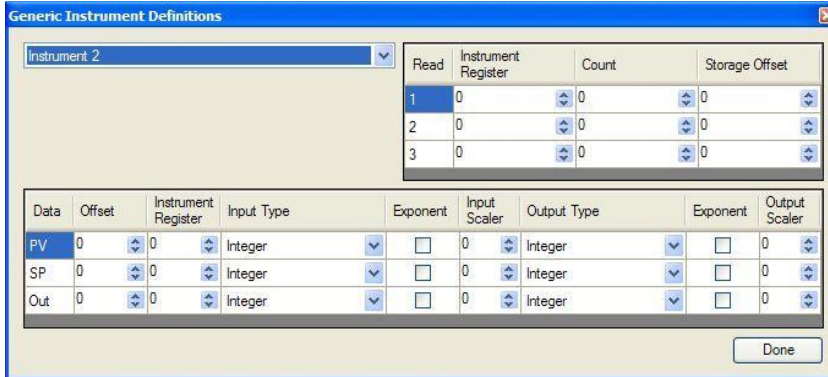 Generic Instrument Definitions
Instrument 2
Read Instrument Register Count Storage Offset
1 0 0 0
2 0 0 0
3 0 0 0
Data Offset Instrument Register Input Type Exponent Input Scaler Output Type Exponent Output Scaler
PV 0 0 Integer 0 Integer 0
SP 0 0 Integer 0 Integer 0
Out 0 0 Integer 0 Integer 0
Done